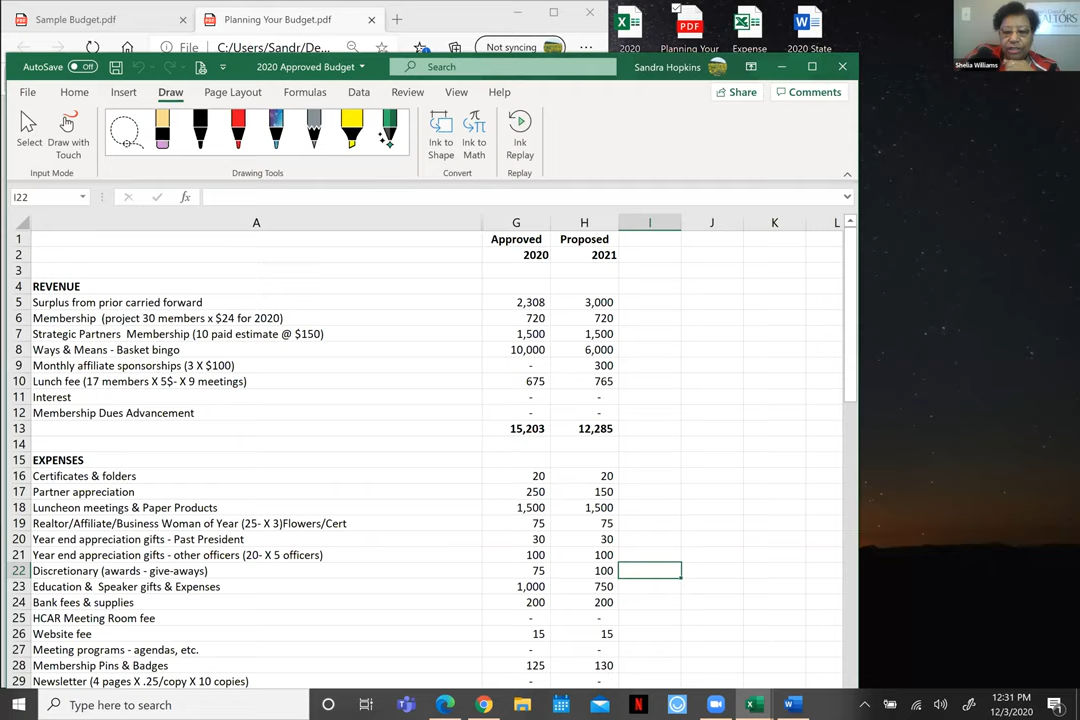 Sample Budget.pdf
Planning Your Budget.pdf
File C:/Users/Sandr/De... Not syncing
AutoSave Off 2020 Approved Budget Search Sandra Hopkins
File Home Insert Draw Page Layout Formulas Data Review View Help Share Comments
Select Draw with Touch Ink to Shape Ink to Math Ink Replay
Input Mode Drawing Tools Convert Replay
I22 fx
A G H I J K L
1 Approved Proposed
2 2020 2021
3
4 REVENUE
5 Surplus from prior carried forward 2,308 3,000
6 Membership (project 30 members x $24 for 2020) 720 720
7 Strategic Partners Membership (10 paid estimate @ $150) 1,500 1,500
8 Ways & Means - Basket bingo 10,000 6,000
9 Monthly affiliate sponsorships (3 X $100) - 300
10 Lunch fee (17 members X 5$- X 9 meetings) 675 765
11 Interest - -
12 Membership Dues Advancement - -
13 15,203 12,285
14
15 EXPENSES
16 Certificates & folders 20 20
17 Partner appreciation 250 150
18 Luncheon meetings & Paper Products 1,500 1,500
19 Realtor/Affiliate/Business Woman of Year (25- X 3)Flowers/Cert 75 75
20 Year end appreciation gifts - Past President 30 30
21 Year end appreciation gifts - other officers (20- X 5 officers) 100 100
22 Discretionary (awards - give-aways) 75 100
23 Education & Speaker gifts & Expenses 1,000 750
24 Bank fees & supplies 200 200
25 HCAR Meeting Room fee - -
26 Website fee 15 15
27 Meeting programs - agendas, etc. - -
28 Membership Pins & Badges 125 130
29 Newsletter (4 pages X .25/copy X 10 copies) - -
2020
PDF
Planning Your
Expense
2020 State
Shelia Williams
Type here to search
12:31 PM
12/3/2020
1